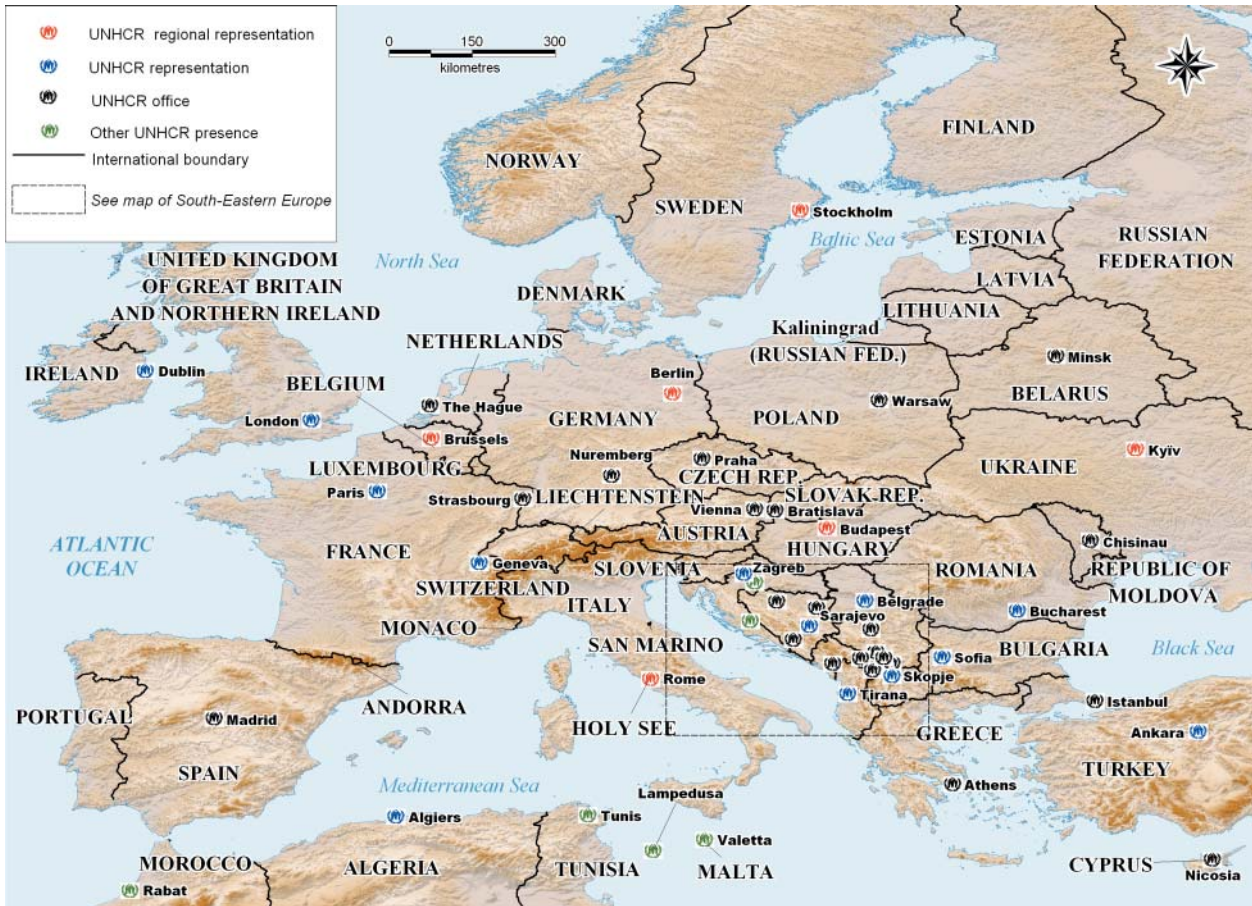 UNHCR regional representation
UNHCR representation
UNHCR office
Other UNHCR presence
International boundary
See map of South-Eastern Europe
0 150 300
kilometres
FINLAND
NORWAY
SWEDEN
Stockholm
Baltic Sea
ESTONIA
RUSSIAN
FEDERATION
North Sea
UNITED KINGDOM
OF GREAT BRITAIN
AND NORTHERN IRELAND
LATVIA
DENMARK
LITHUANIA
Kaliningrad
(RUSSIAN FED.)
NETHERLANDS
Minsk
IRELAND
Dublin
BELGIUM
Berlin
BELARUS
The Hague
Warsaw
London
GERMANY
POLAND
Brussels
Kyïv
Nuremberg
Praha
LUXEMBOURG
CZECH REP.
UKRAINE
Paris
Strasbourg
LIECHTENSTEIN
SLOVAK REP.
Vienna
Bratislava
AUSTRIA
Budapest
ATLANTIC
OCEAN
FRANCE
HUNGARY
Chisinau
Geneva
SWITZERLAND
SLOVENIA
Zagreb
ROMANIA
REPUBLIC OF
MOLDOVA
ITALY
Belgrade
Bucharest
Sarajevo
MONACO
SAN MARINO
BULGARIA
Black Sea
Sofia
Rome
Skopje
ANDORRA
Tirana
Istanbul
PORTUGAL
Madrid
HOLY SEE
GREECE
Ankara
SPAIN
TURKEY
Mediterranean Sea
Lampedusa
Athens
Algiers
Tunis
Valetta
MOROCCO
ALGERIA
TUNISIA
MALTA
CYPRUS
Nicosia
Rabat